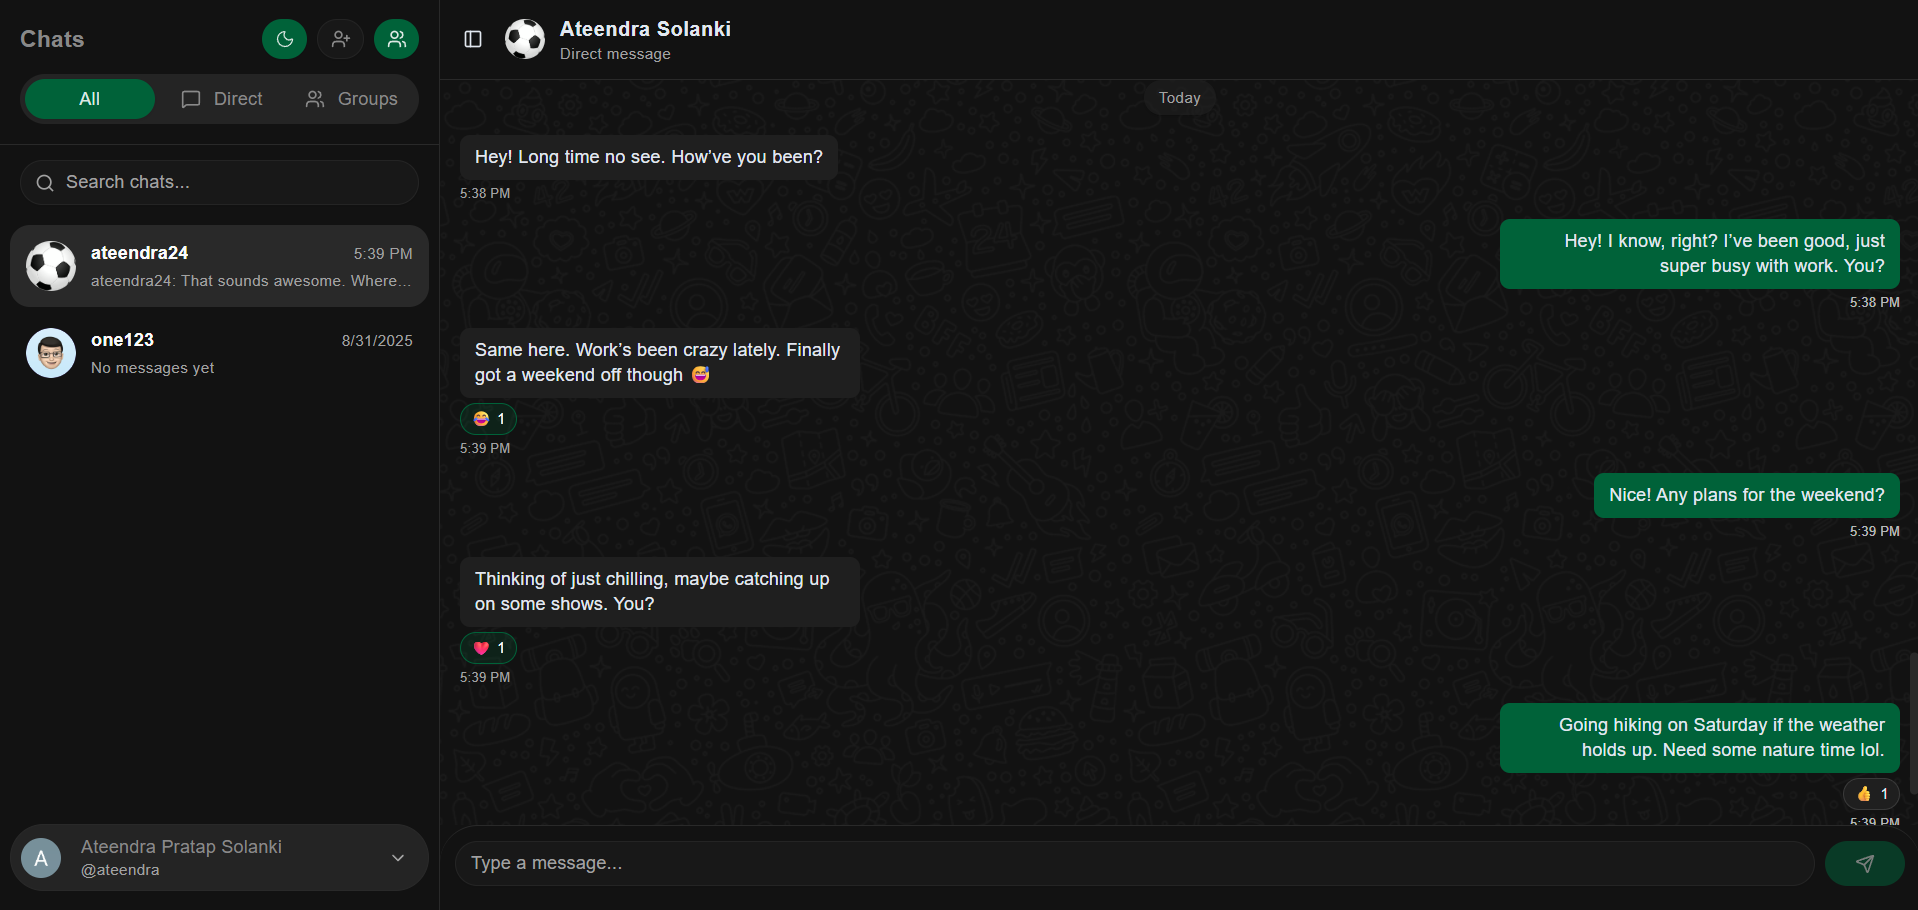 Chats
All
Direct
Groups
Search chats...
ateendra24
5:39 PM
ateendra24: That sounds awesome. Where...
one123
8/31/2025
No messages yet
A
Ateendra Pratap Solanki
@ateendra
Ateendra Solanki
Direct message
Today
Hey! Long time no see. How’ve you been?
5:38 PM
Hey! I know, right? I’ve been good, just
super busy with work. You?
5:38 PM
Same here. Work’s been crazy lately. Finally
got a weekend off though 😅
😂 1
5:39 PM
Nice! Any plans for the weekend?
5:39 PM
Thinking of just chilling, maybe catching up
on some shows. You?
❤️ 1
5:39 PM
Going hiking on Saturday if the weather
holds up. Need some nature time lol.
👍 1
5:39 PM
Type a message...